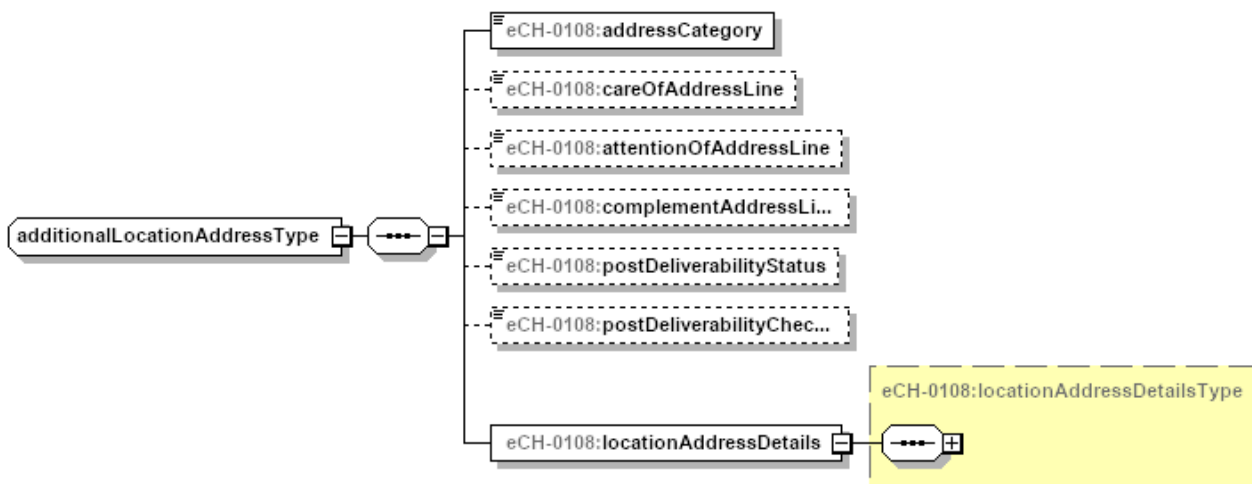 eCH-0108:addressCategory
eCH-0108:careOfAddressLine
eCH-0108:attentionOfAddressLine
eCH-0108:complementAddressLi...
additionalLocationAddressType
eCH-0108:postDeliverabilityStatus
eCH-0108:postDeliverabilityChec...
eCH-0108:locationAddressDetailsType
eCH-0108:locationAddressDetails